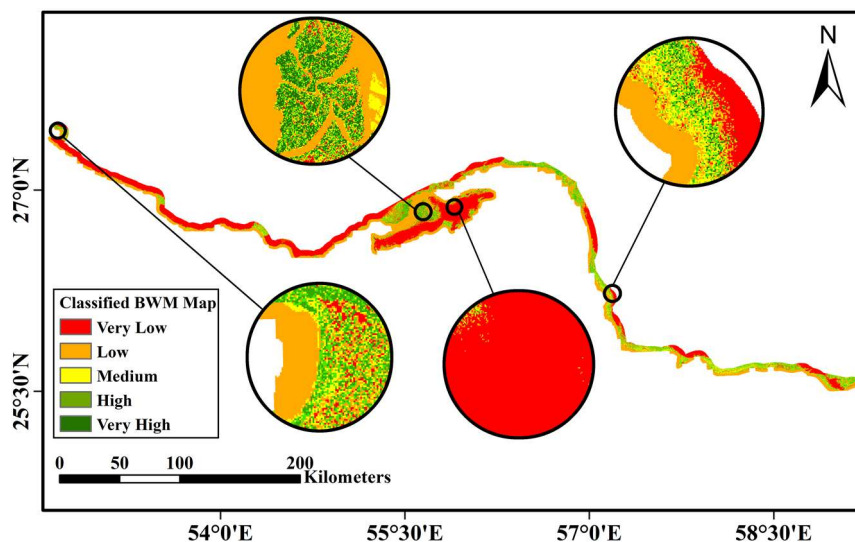 N
27°0'N
25°30'N
Classified BWM Map
Very Low
Low
Medium
High
Very High
0 50 100 200
Kilometers
54°0'E 55°30'E 57°0'E 58°30'E